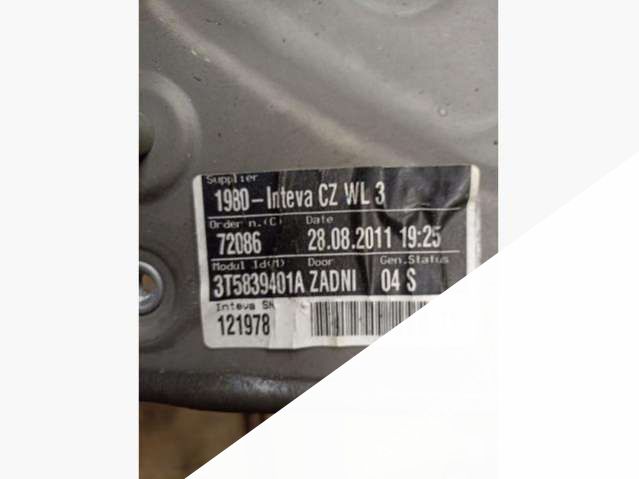 Supplier
1980-Inteva CZ WL 3
Order n.(C) Date
72086 28.08.2011 19:25
Modul Id(M) Door Gen.Status
3T5839401A ZADNI 04 S
Inteva SN
121978